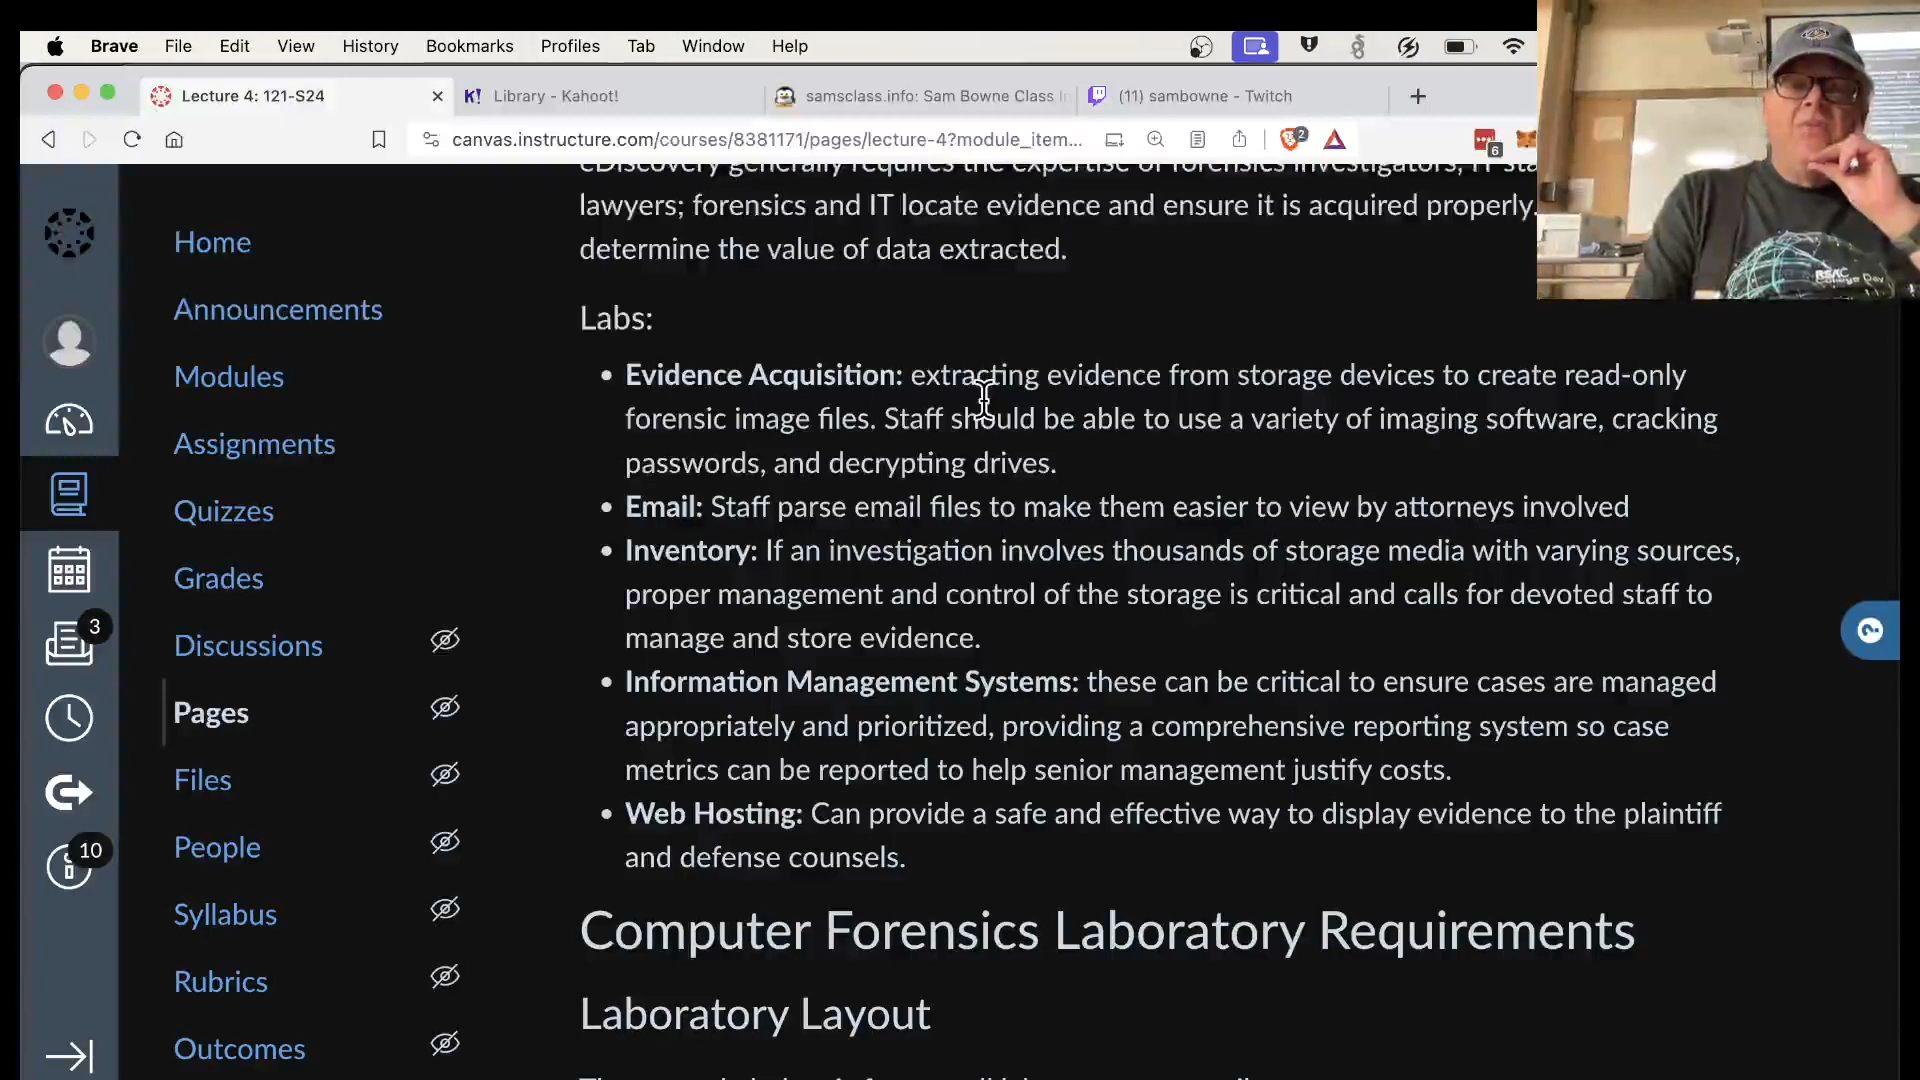 Brave File Edit View History Bookmarks Profiles Tab Window Help
Lecture 4: 121-S24
K! Library - Kahoot!
samsclass.info: Sam Bowne Class I
(11) sambowne - Twitch
canvas.instructure.com/courses/8381171/pages/lecture-4?module_item...
2
6
eDiscovery generally requires the expertise of forensics investigators, IT sta
lawyers; forensics and IT locate evidence and ensure it is acquired properly.
determine the value of data extracted.
Home
Announcements
Modules
Assignments
Quizzes
Grades
Discussions
Pages
Files
People
Syllabus
Rubrics
Outcomes
3
10
Labs:
Evidence Acquisition: extracting evidence from storage devices to create read-only
forensic image files. Staff should be able to use a variety of imaging software, cracking
passwords, and decrypting drives.
Email: Staff parse email files to make them easier to view by attorneys involved
Inventory: If an investigation involves thousands of storage media with varying sources,
proper management and control of the storage is critical and calls for devoted staff to
manage and store evidence.
Information Management Systems: these can be critical to ensure cases are managed
appropriately and prioritized, providing a comprehensive reporting system so case
metrics can be reported to help senior management justify costs.
Web Hosting: Can provide a safe and effective way to display evidence to the plaintiff
and defense counsels.
Computer Forensics Laboratory Requirements
Laboratory Layout